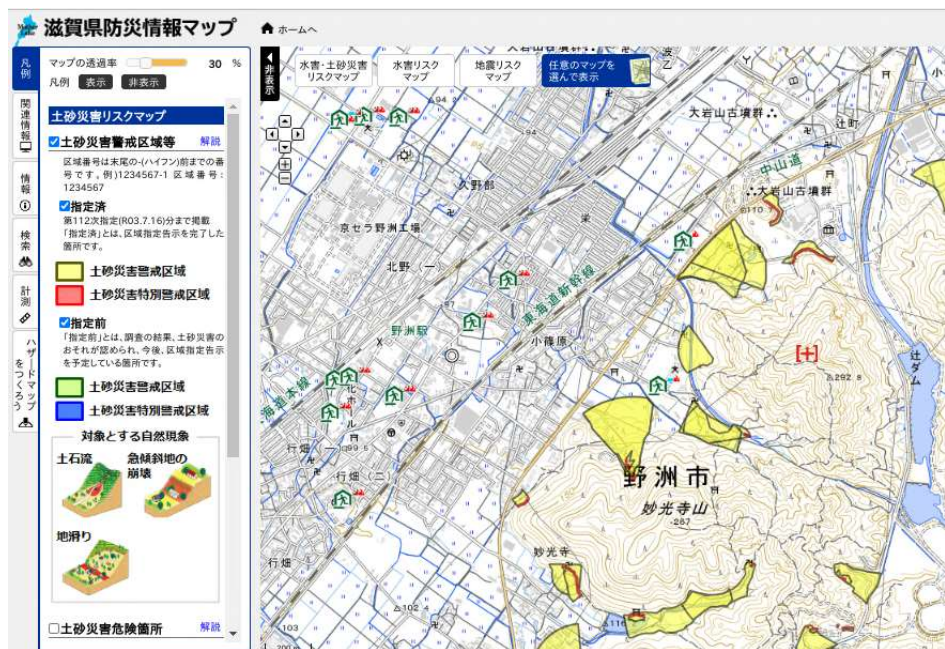 滋賀県防災情報マップ
ホームへ
凡例
関連情報
情報
検索
計測
ハザードマップをつくろう
マップの透過率
30 %
凡例 表示 非表示
土砂災害リスクマップ
土砂災害警戒区域等 解説
区域番号は末尾の-(ハイフン)前までの番
号です。例)1234567-1 区域番号:
1234567
指定済
第112次指定(R03.7.16)分まで掲載
「指定済」とは、区域指定告示を完了した
箇所です。
土砂災害警戒区域
土砂災害特別警戒区域
指定前
「指定前」とは、調査の結果、土砂災害の
おそれが認められ、今後、区域指定告示
を予定している箇所です。
土砂災害警戒区域
土砂災害特別警戒区域
対象とする自然現象
土石流
急傾斜地の
崩壊
地滑り
土砂災害危険箇所 解説
非表示
水害・土砂災害
リスクマップ
水害リスク
マップ
地震リスク
マップ
任意のマップを
選んで表示
大岩山古墳群
辻町
中山道
大岩山古墳群
久野部
京セラ野洲工場
北野(一)
野洲駅
東海道新幹線
小篠原
辻ダム
292.8
野洲市
妙光寺山
267
行畑(一)
行畑(二)
行畑
妙光寺
102.4
103
116
110
94
97
99.5